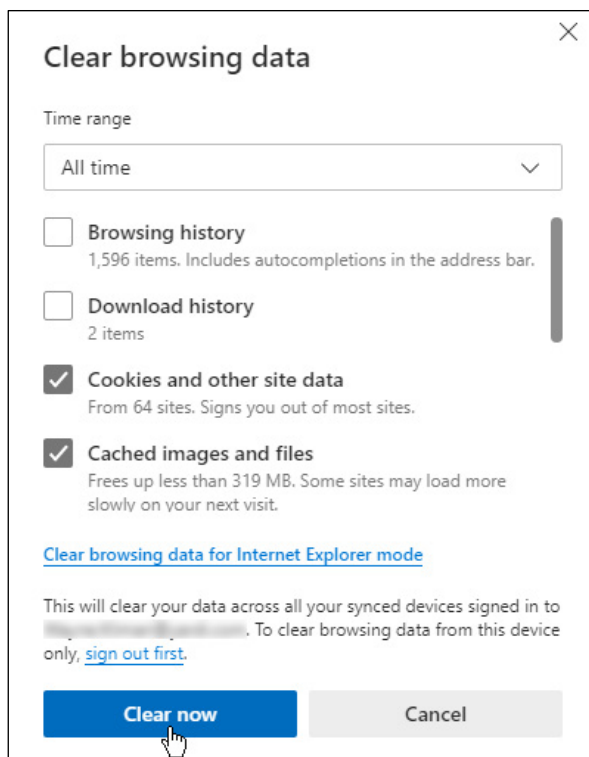 Clear browsing data
Time range
All time
Browsing history
1,596 items. Includes autocompletions in the address bar.
Download history
2 items
Cookies and other site data
From 64 sites. Signs you out of most sites.
Cached images and files
Frees up less than 319 MB. Some sites may load more
slowly on your next visit.
Clear browsing data for Internet Explorer mode
This will clear your data across all your synced devices signed in to
. To clear browsing data from this device
only, sign out first.
Clear now
Cancel